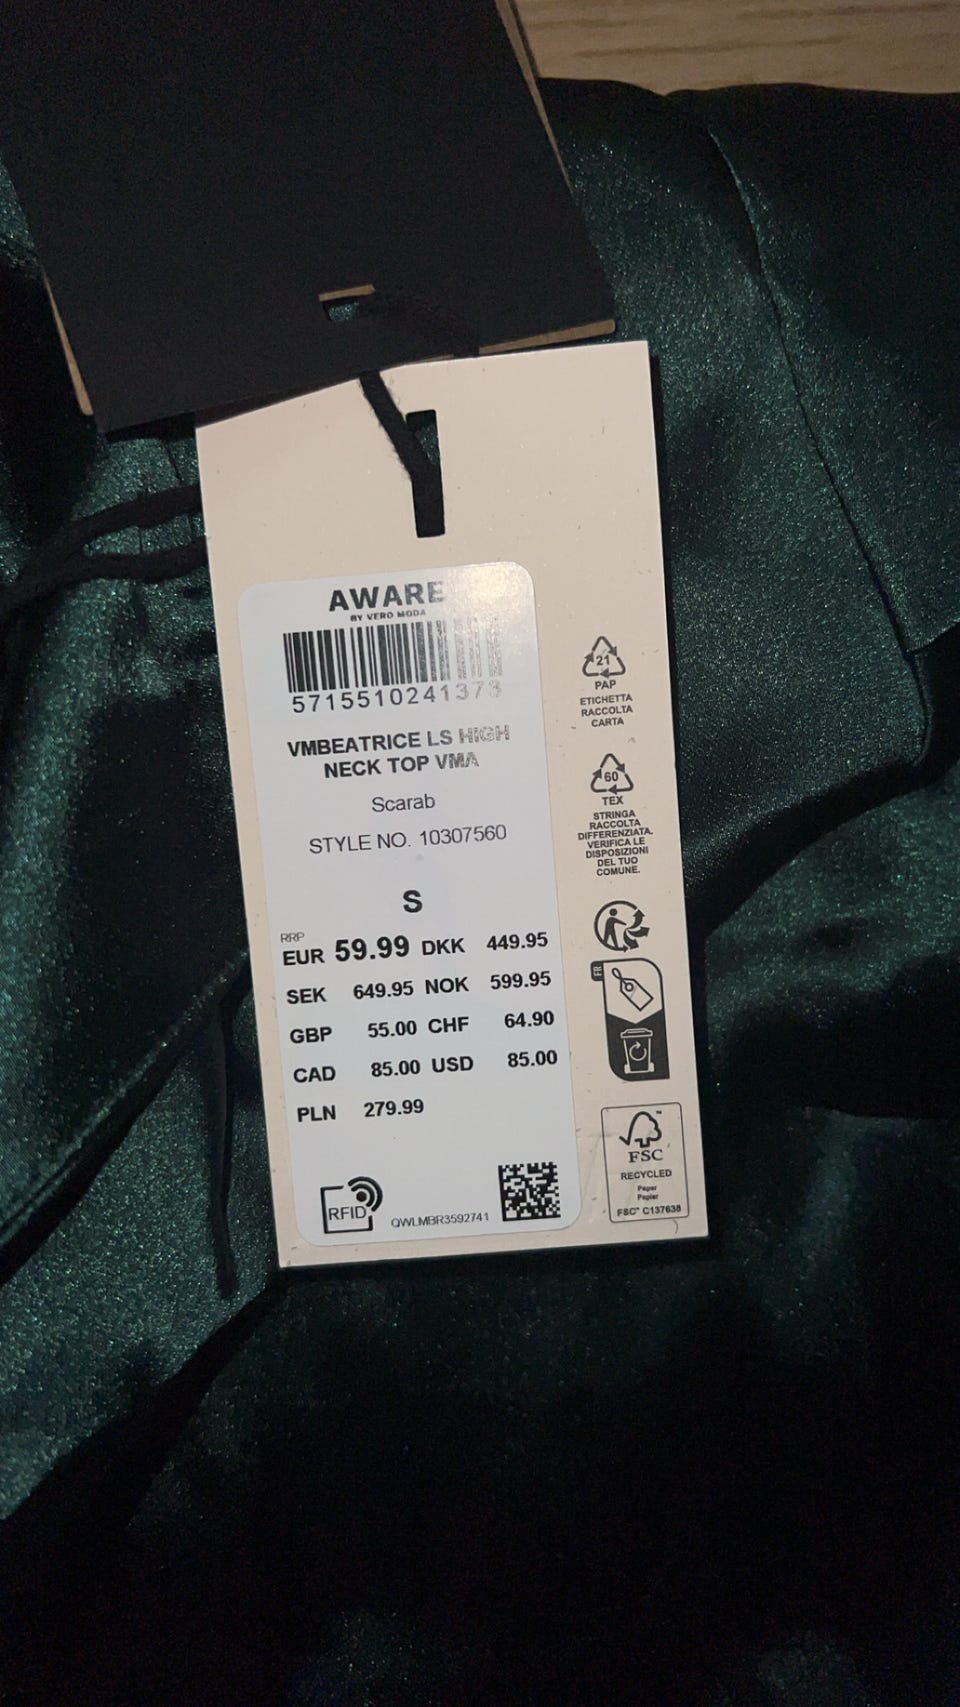 AWARE
BY VERO MODA
5715510241373
VMBEATRICE LS HIGH
NECK TOP VMA
Scarab
STYLE NO. 10307560
S
RRP
EUR 59.99 DKK 449.95
SEK 649.95 NOK 599.95
GBP 55.00 CHF 64.90
CAD 85.00 USD 85.00
PLN 279.99
RFID
QWLMBR3592741
21
PAP
ETICHETTA
RACCOLTA
CARTA
60
TEX
STRINGA
RACCOLTA
DIFFERENZIATA.
VERIFICA LE
DISPOSIZIONI
DEL TUO
COMUNE.
FR
FSC
RECYCLED
Paper
Papier
FSC® C137638